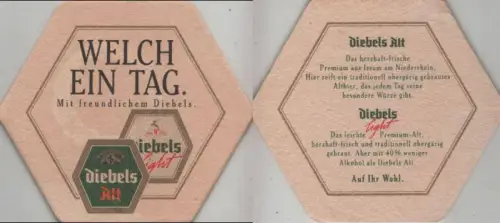 WELCH
EIN TAG.
Mit freundlichem Diebels.
iebels
light
Diebels
Alt
Diebels Alt
Das herzhaft-frische
Premium aus Issum am Niederrhein.
Hier reift ein traditionell obergärig gebrautes
Altbier, das jedem Tag seine
besondere Würze gibt.
Diebels
light
Das leichte Premium-Alt,
herzhaft-frisch und traditionell obergärig
gebraut. Aber mit 40% weniger
Alkohol als Diebels Alt
Auf Ihr Wohl.